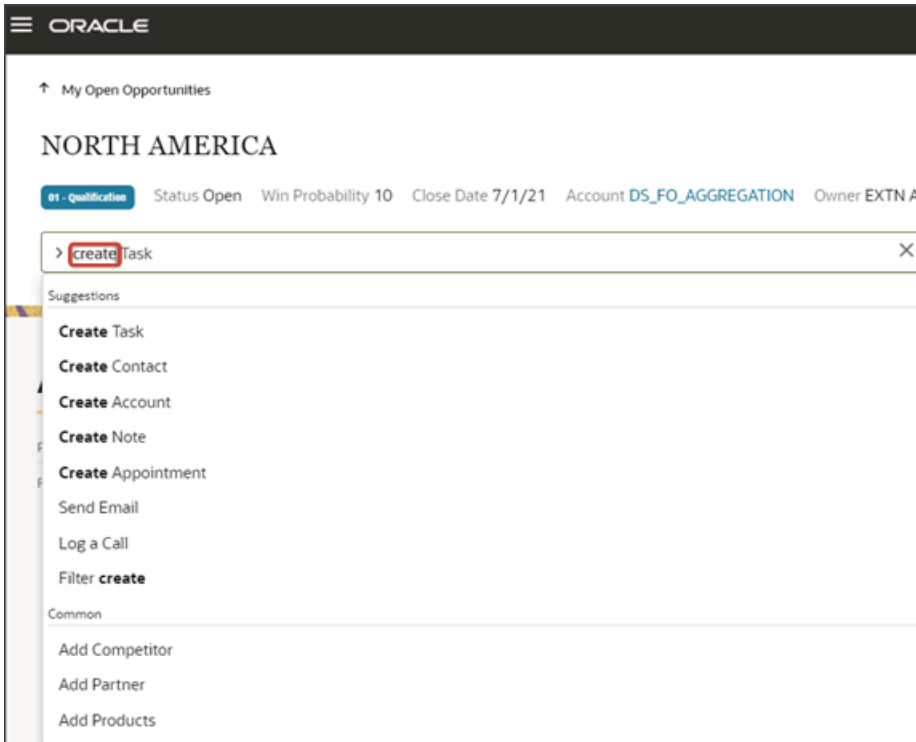 ORACLE
My Open Opportunities
NORTH AMERICA
01 - Qualification Status Open Win Probability 10 Close Date 7/1/21 Account DS_FO_AGGREGATION Owner EXTN
create Task
Suggestions
Create Task
Create Contact
Create Account
Create Note
Create Appointment
Send Email
Log a Call
Filter create
Common
Add Competitor
Add Partner
Add Products